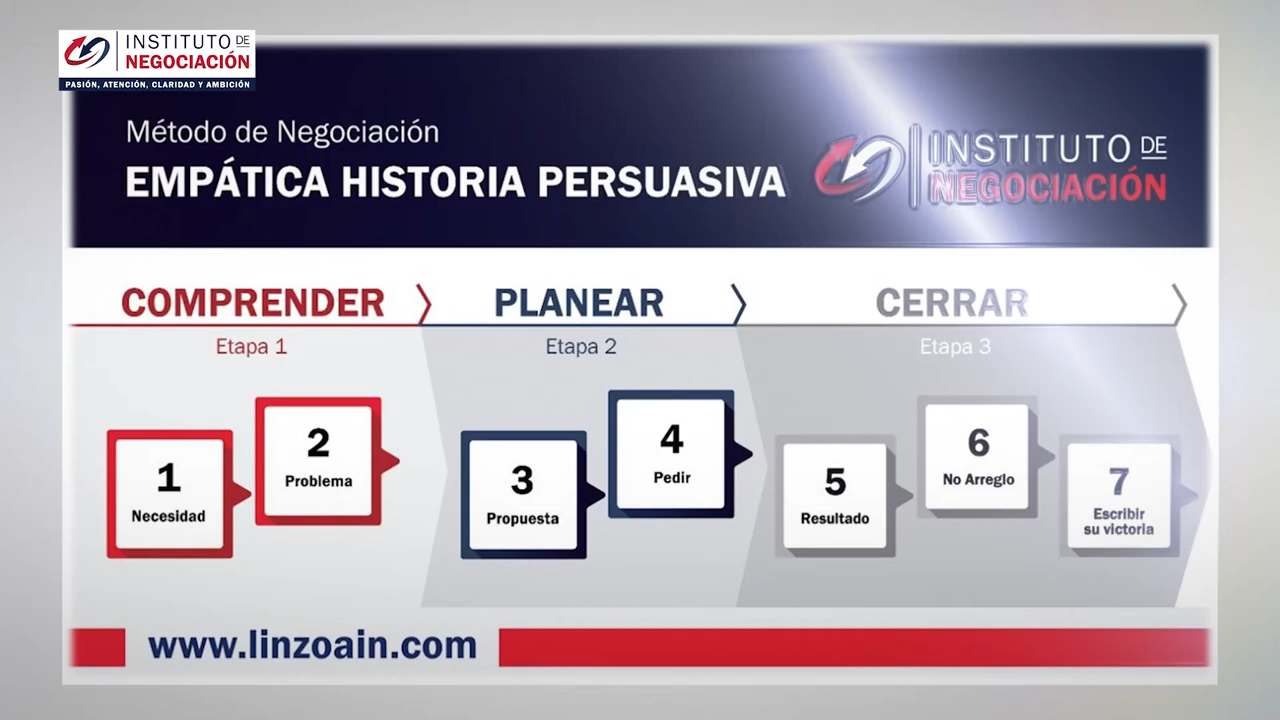 INSTITUTO DE
NEGOCIACIÓN
PASIÓN, ATENCIÓN, CLARIDAD Y AMBICIÓN
Método de Negociación
EMPÁTICA HISTORIA PERSUASIVA
INSTITUTO DE
NEGOCIACIÓN
COMPRENDER
PLANEAR
CERRAR
Etapa 1
Etapa 2
Etapa 3
1
Necesidad
2
Problema
3
Propuesta
4
Pedir
5
Resultado
6
No Arreglo
7
Escribir
su victoria
www.linzoain.com